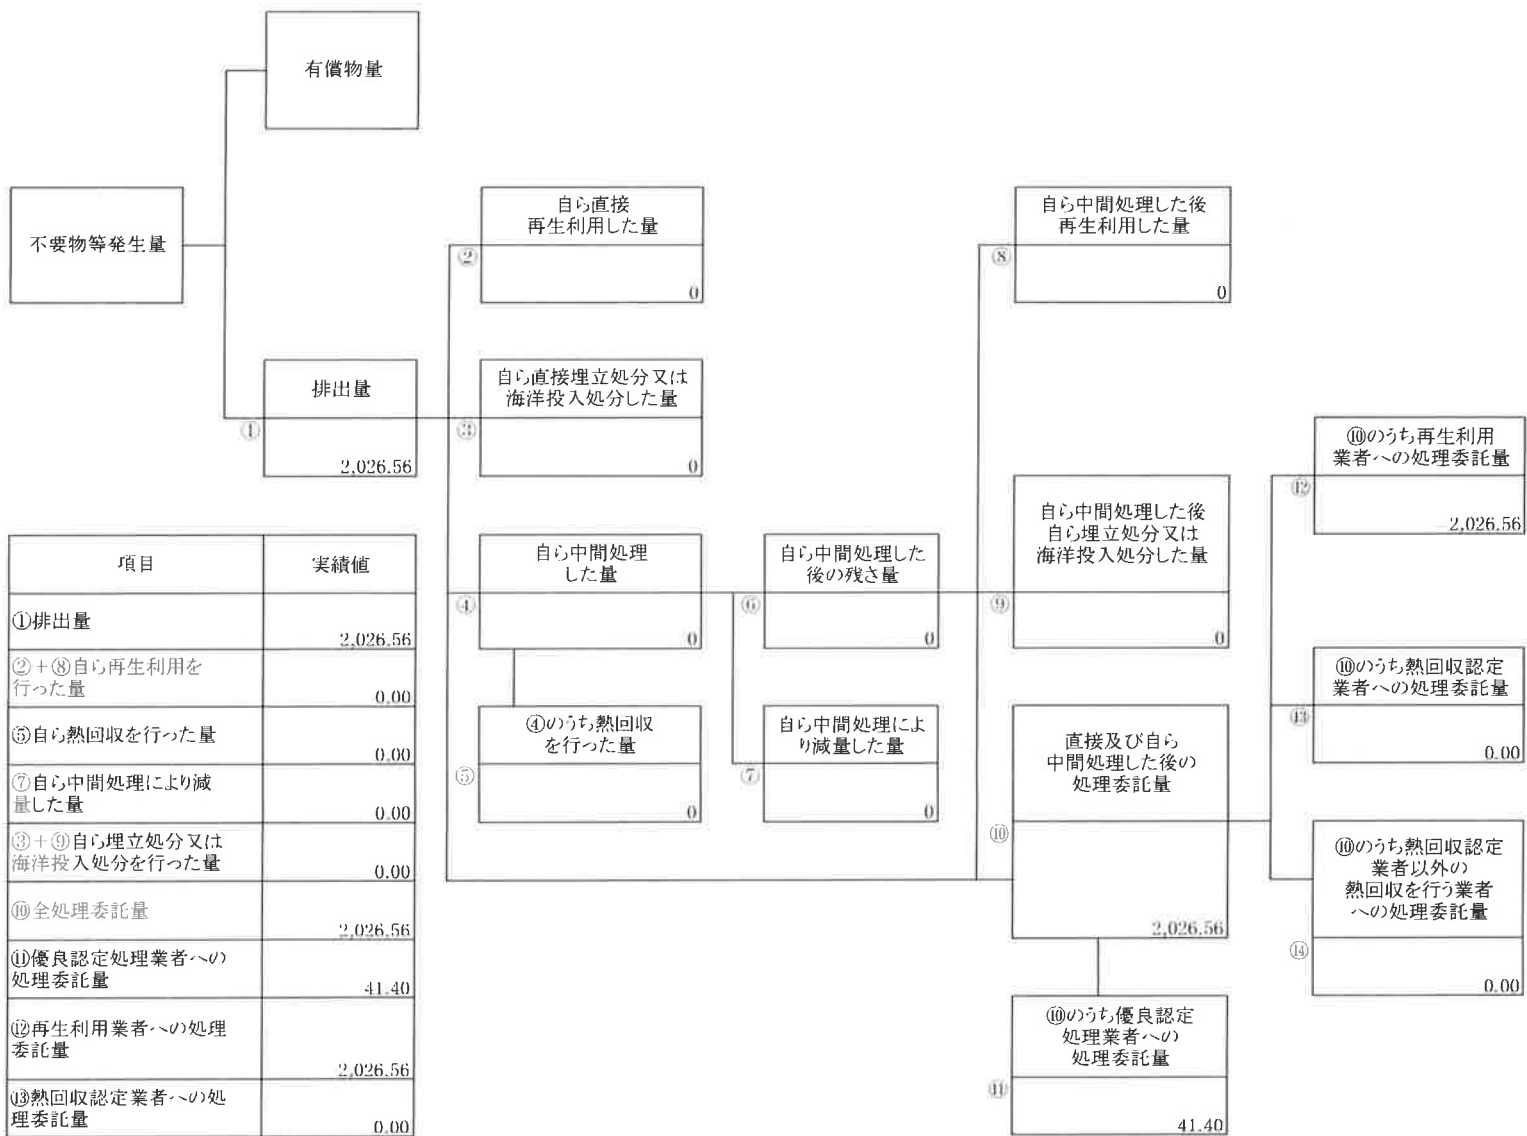 有償物量
不要物等発生量
自ら直接
再生利用した量
②
0
自ら中間処理した後
再生利用した量
⑧
0
排出量
①
2,026.56
自ら直接埋立処分又は
海洋投入処分した量
③
0
⑩のうち再生利用
業者への処理委託量
⑫
2,026.56
自ら中間処理
した量
④
0
自ら中間処理した
後の残さ量
⑥
0
自ら中間処理した後
自ら埋立処分又は
海洋投入処分した量
⑨
0
⑩のうち熱回収認定
業者への処理委託量
⑬
0.00
④のうち熱回収
を行った量
⑤
0
自ら中間処理によ
り減量した量
⑦
0
直接及び自ら
中間処理した後の
処理委託量
⑩
2,026.56
⑩のうち熱回収認定
業者以外の
熱回収を行う業者
への処理委託量
⑭
0.00
⑩のうち優良認定
処理業者への
処理委託量
⑪
41.40
項目 実績値
①排出量
2,026.56
②+⑧自ら再生利用を
行った量
0.00
⑤自ら熱回収を行った量
0.00
⑦自ら中間処理により減
量した量
0.00
③+⑨自ら埋立処分又は
海洋投入処分を行った量
0.00
⑩全処理委託量
2,026.56
⑪優良認定処理業者への
処理委託量
41.40
⑫再生利用業者への処理
委託量
2,026.56
⑬熱回収認定業者への処
理委託量
0.00